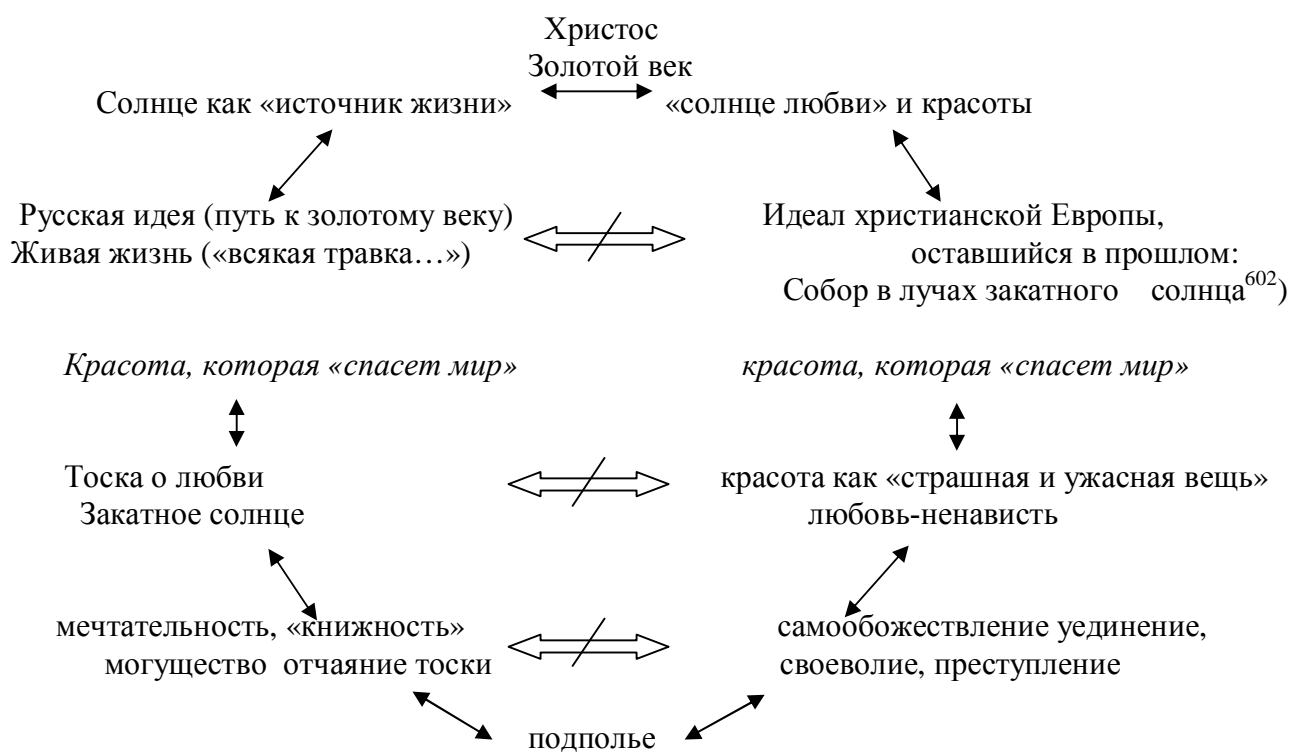 Христос
Золотой век
Солнце как «источник жизни» «солнце любви» и красоты
Русская идея (путь к золотому веку) Идеал христианской Европы,
Живая жизнь («всякая травка…») оставшийся в прошлом:
Собор в лучах закатного солнца602)
Красота, которая «спасет мир» красота, которая «спасет мир»
Тоска о любви красота как «страшная и ужасная вещь»
Закатное солнце любовь-ненависть
мечтательность, «книжность» самообожествление уединение,
могущество отчаяние тоски своеволие, преступление
подполье